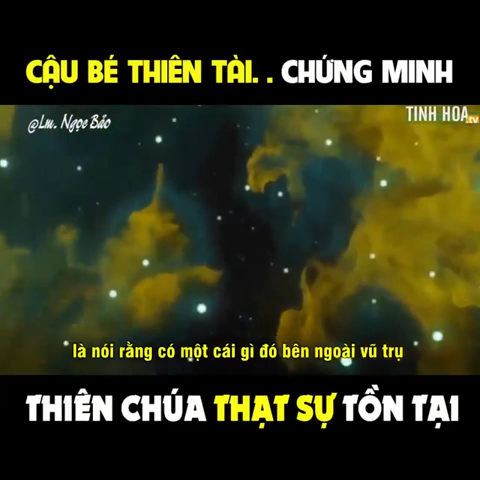 CẬU BÉ THIÊN TÀI. . CHỨNG MINH
TINH HOA.tv
@Lm. Ngọc Bảo
là nói rằng có một cái gì đó bên ngoài vũ trụ
THIÊN CHÚA THẠT SỰ TỒN TẠI